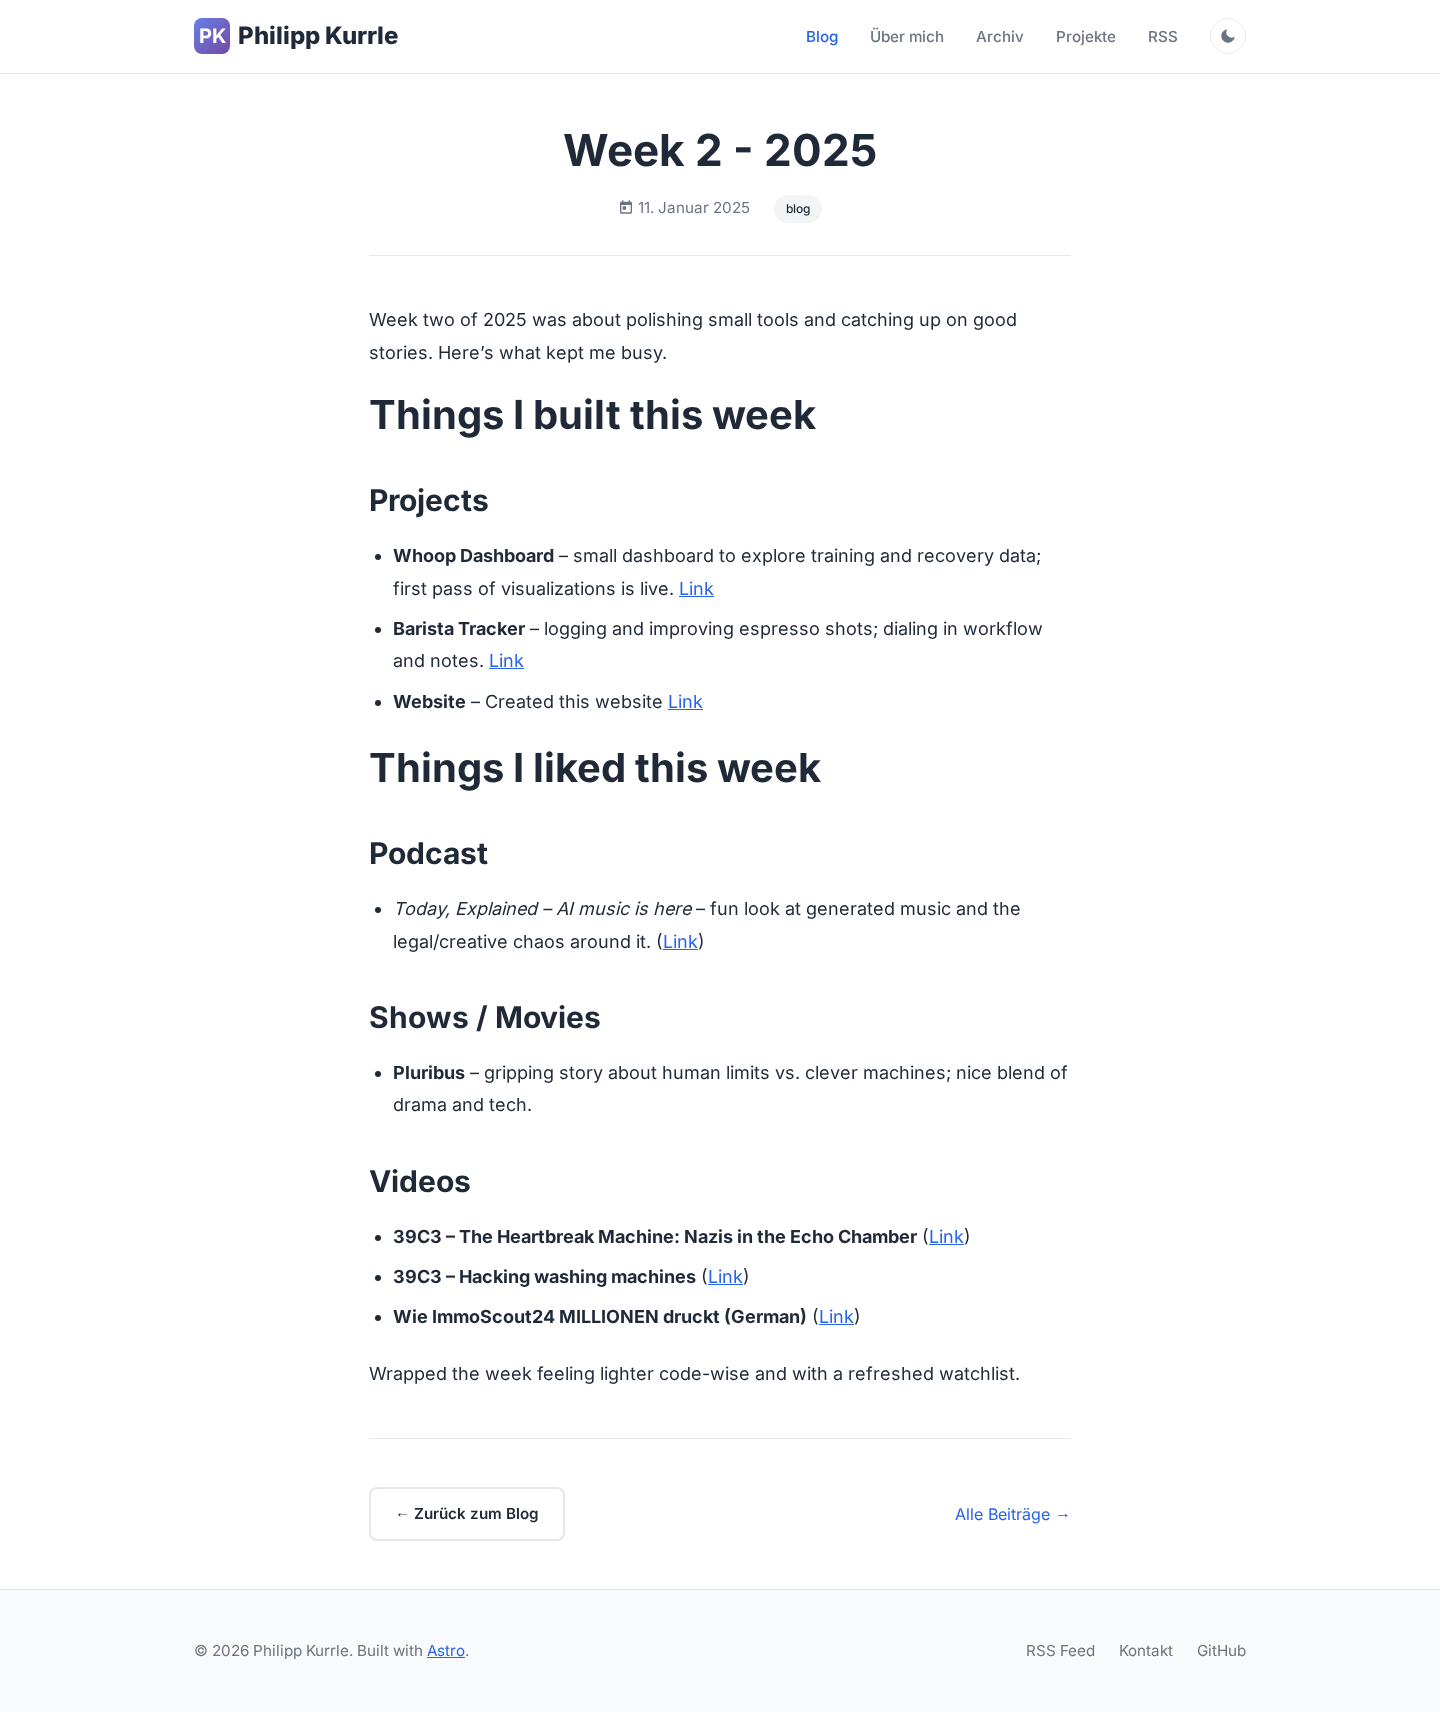 PK Philipp Kurrle
Blog Über mich Archiv Projekte RSS
Week 2 - 2025
11. Januar 2025 blog
Week two of 2025 was about polishing small tools and catching up on good
stories. Here’s what kept me busy.
Things I built this week
Projects
• Whoop Dashboard – small dashboard to explore training and recovery data;
first pass of visualizations is live. Link
• Barista Tracker – logging and improving espresso shots; dialing in workflow
and notes. Link
• Website – Created this website Link
Things I liked this week
Podcast
• Today, Explained – AI music is here – fun look at generated music and the
legal/creative chaos around it. (Link)
Shows / Movies
• Pluribus – gripping story about human limits vs. clever machines; nice blend of
drama and tech.
Videos
• 39C3 – The Heartbreak Machine: Nazis in the Echo Chamber (Link)
• 39C3 – Hacking washing machines (Link)
• Wie ImmoScout24 MILLIONEN druckt (German) (Link)
Wrapped the week feeling lighter code-wise and with a refreshed watchlist.
← Zurück zum Blog Alle Beiträge →
© 2026 Philipp Kurrle. Built with Astro. RSS Feed Kontakt GitHub